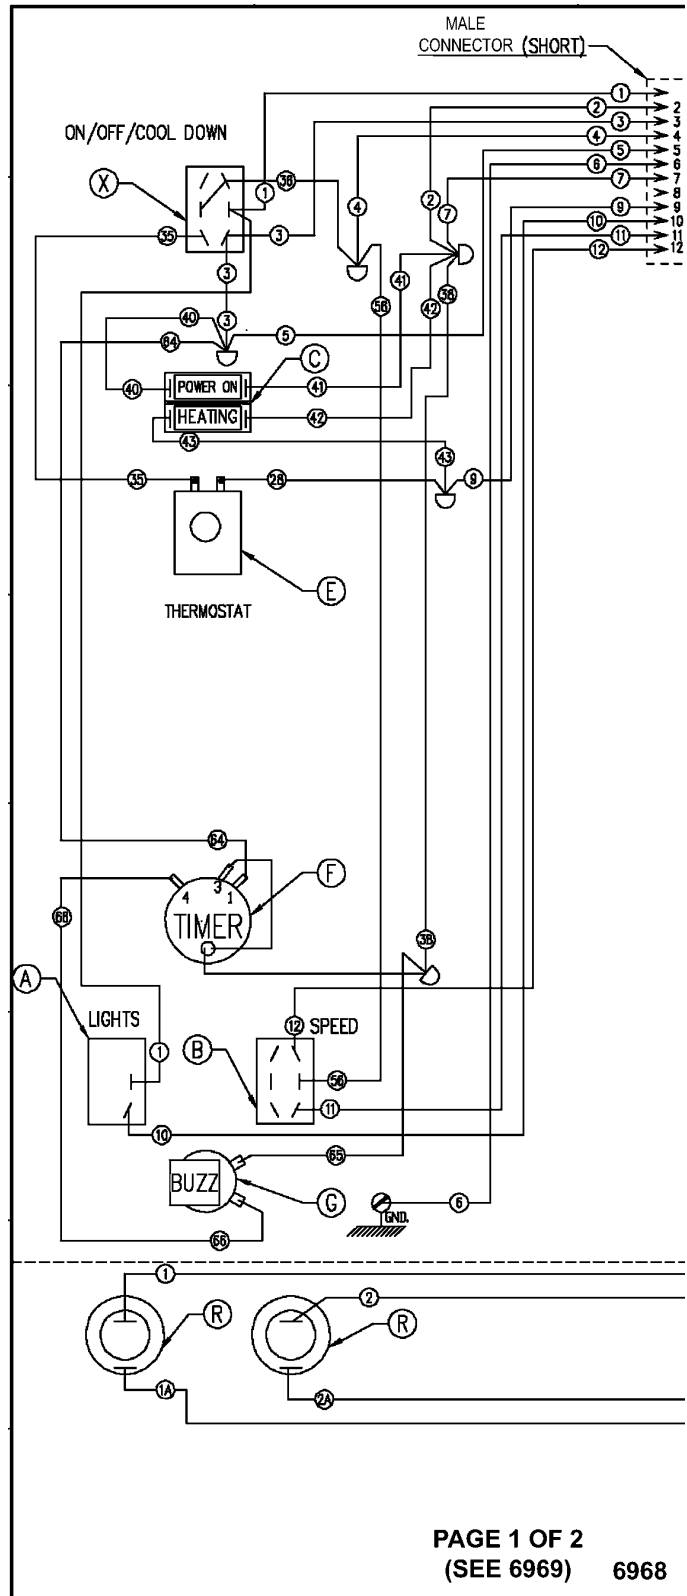 MALE
CONNECTOR (SHORT)
1
2 2
3 3
4 4
5 5
6 6
7 7
8
9 9
10 10
11 11
12 12
ON/OFF/COOL DOWN
X
1
36
4
2
7
35
3
3
41
42
38
56
40
3
5
64
C
40
POWER ON
41
HEATING
42
43
43
35
28
9
E
THERMOSTAT
64
F
4 3 1
66
TIMER
38
A
LIGHTS
12 SPEED
1
B
56
11
10
65
BUZZ
G
6
GND.
66
1
2
R
R
1A
2A
PAGE 1 OF 2
(SEE 6969) 6968